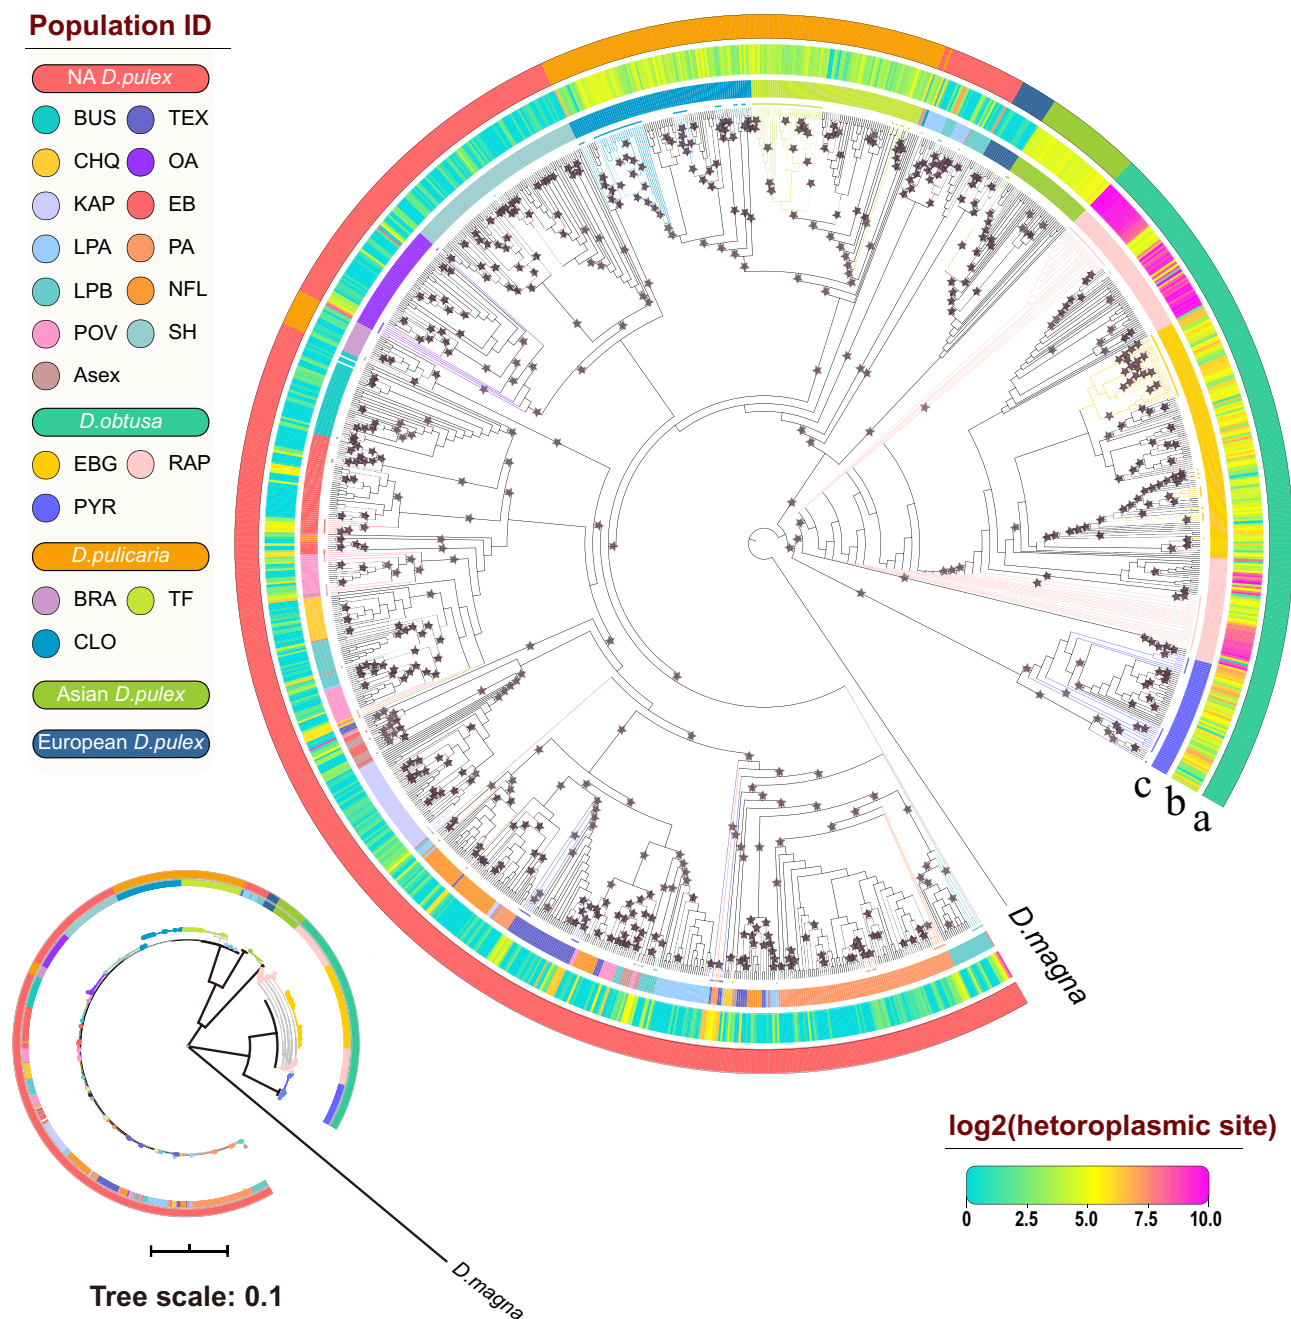 Population ID
NA D.pulex
BUS TEX
CHQ OA
KAP EB
LPA PA
LPB NFL
POV SH
Asex
D.obtusa
EBG RAP
PYR
D.pulicaria
BRA TF
CLO
Asian D.pulex
European D.pulex
c b a
D.magna
log2(hetoroplasmic site)
0 2.5 5.0 7.5 10.0
Tree scale: 0.1
D.magna